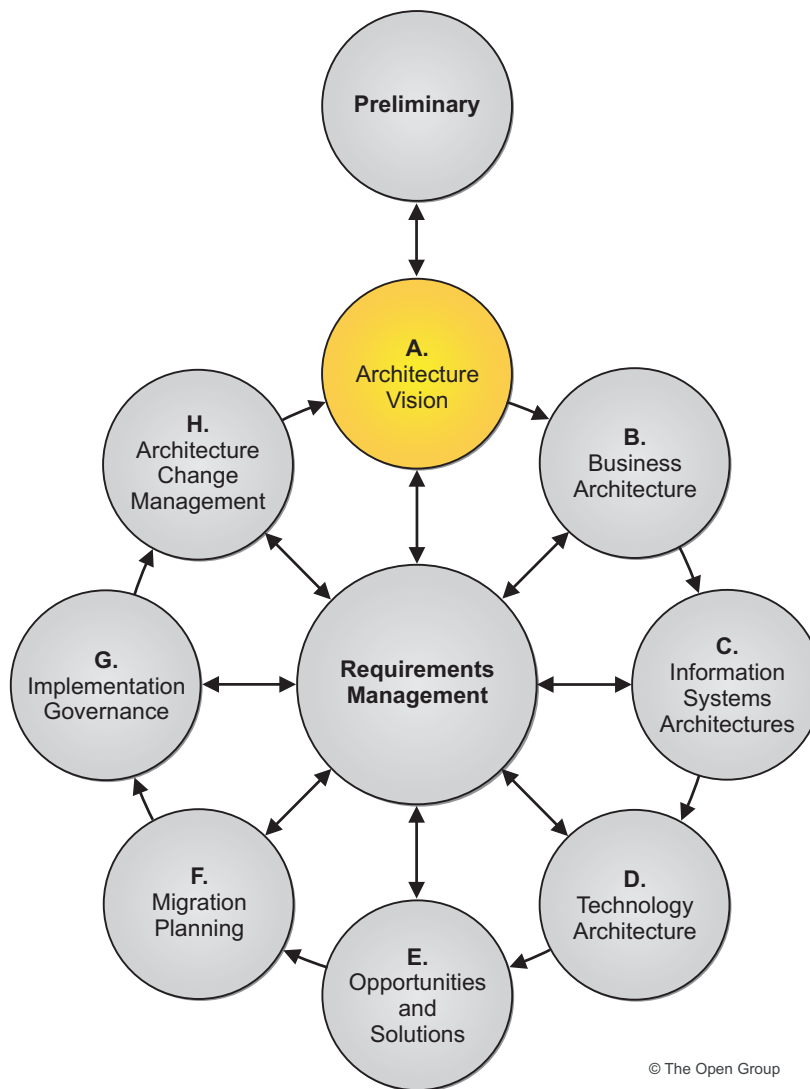 Preliminary
A.
Architecture
Vision
B.
Business
Architecture
C.
Information
Systems
Architectures
D.
Technology
Architecture
E.
Opportunities
and
Solutions
F.
Migration
Planning
G.
Implementation
Governance
H.
Architecture
Change
Management
Requirements
Management
© The Open Group